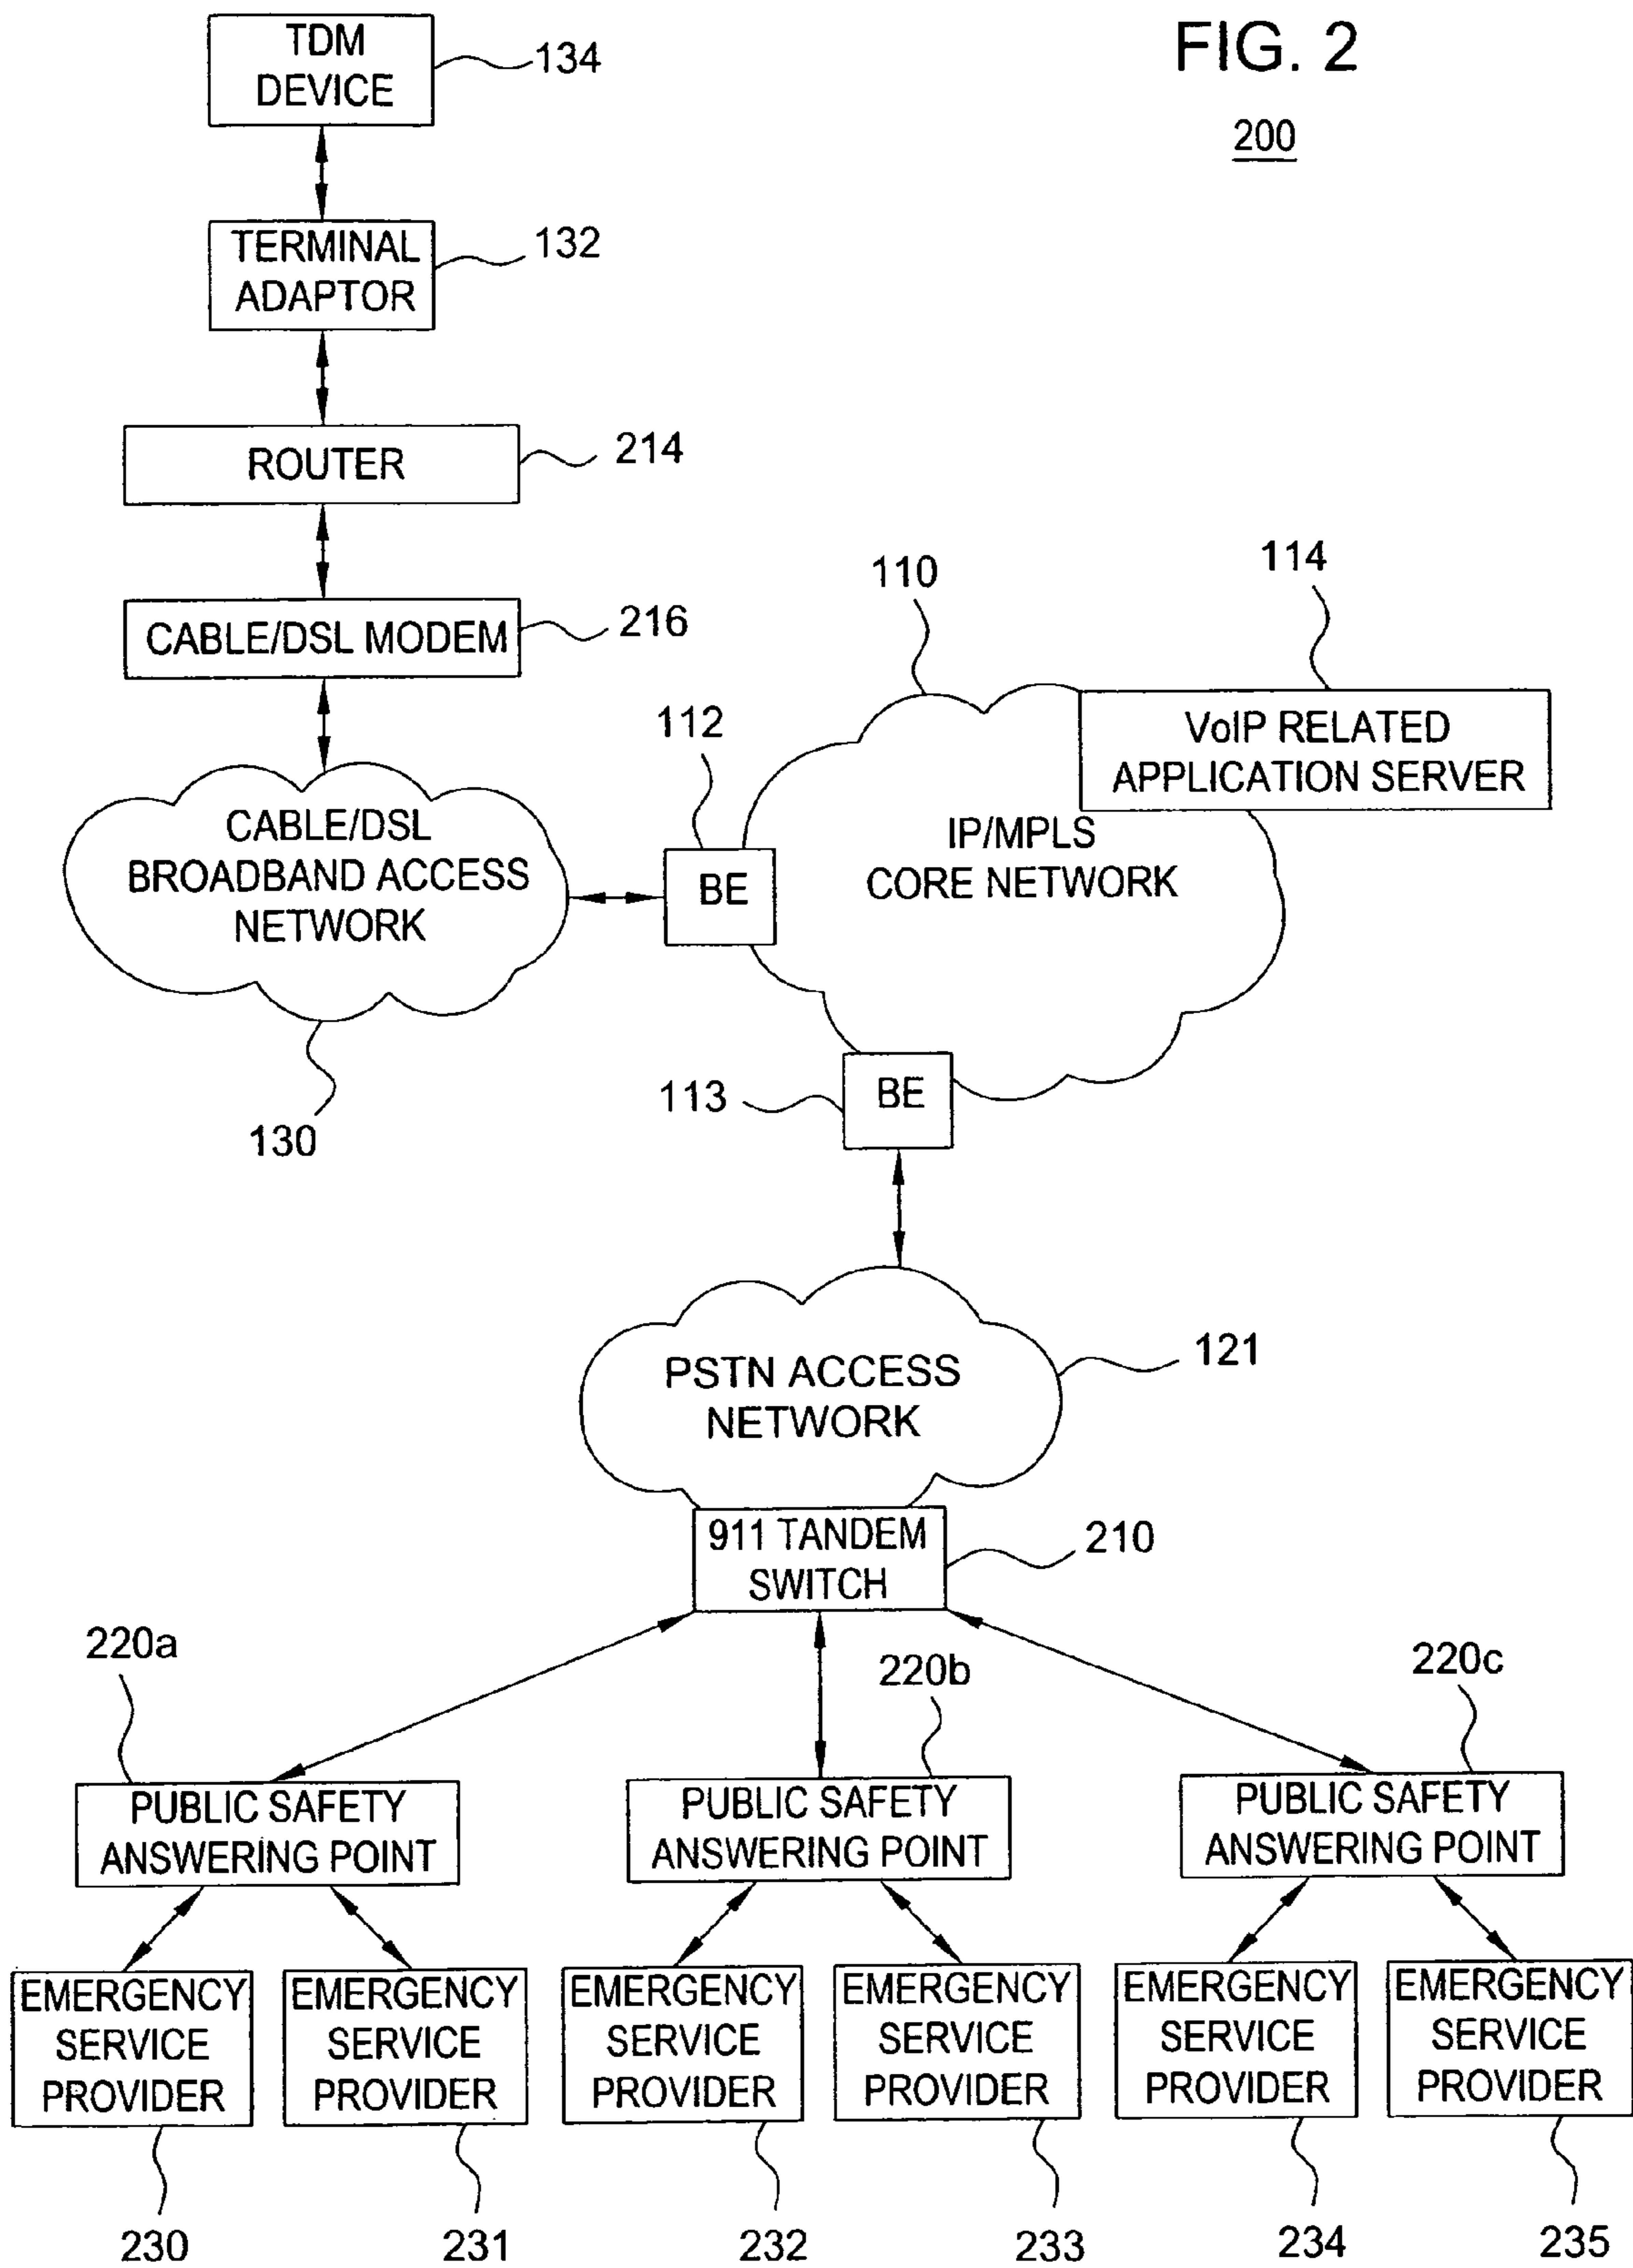 FIG. 2
200
TDM
DEVICE
134
TERMINAL
ADAPTOR
132
ROUTER
214
CABLE/DSL MODEM
216
110
114
112
VoIP RELATED
APPLICATION SERVER
CABLE/DSL
BROADBAND ACCESS
NETWORK
BE
IP/MPLS
CORE NETWORK
130
113
BE
PSTN ACCESS
NETWORK
121
911 TANDEM
SWITCH
210
220a
220b
220c
PUBLIC SAFETY
ANSWERING POINT
PUBLIC SAFETY
ANSWERING POINT
PUBLIC SAFETY
ANSWERING POINT
EMERGENCY
SERVICE
PROVIDER
EMERGENCY
SERVICE
PROVIDER
EMERGENCY
SERVICE
PROVIDER
EMERGENCY
SERVICE
PROVIDER
EMERGENCY
SERVICE
PROVIDER
EMERGENCY
SERVICE
PROVIDER
230
231
232
233
234
235